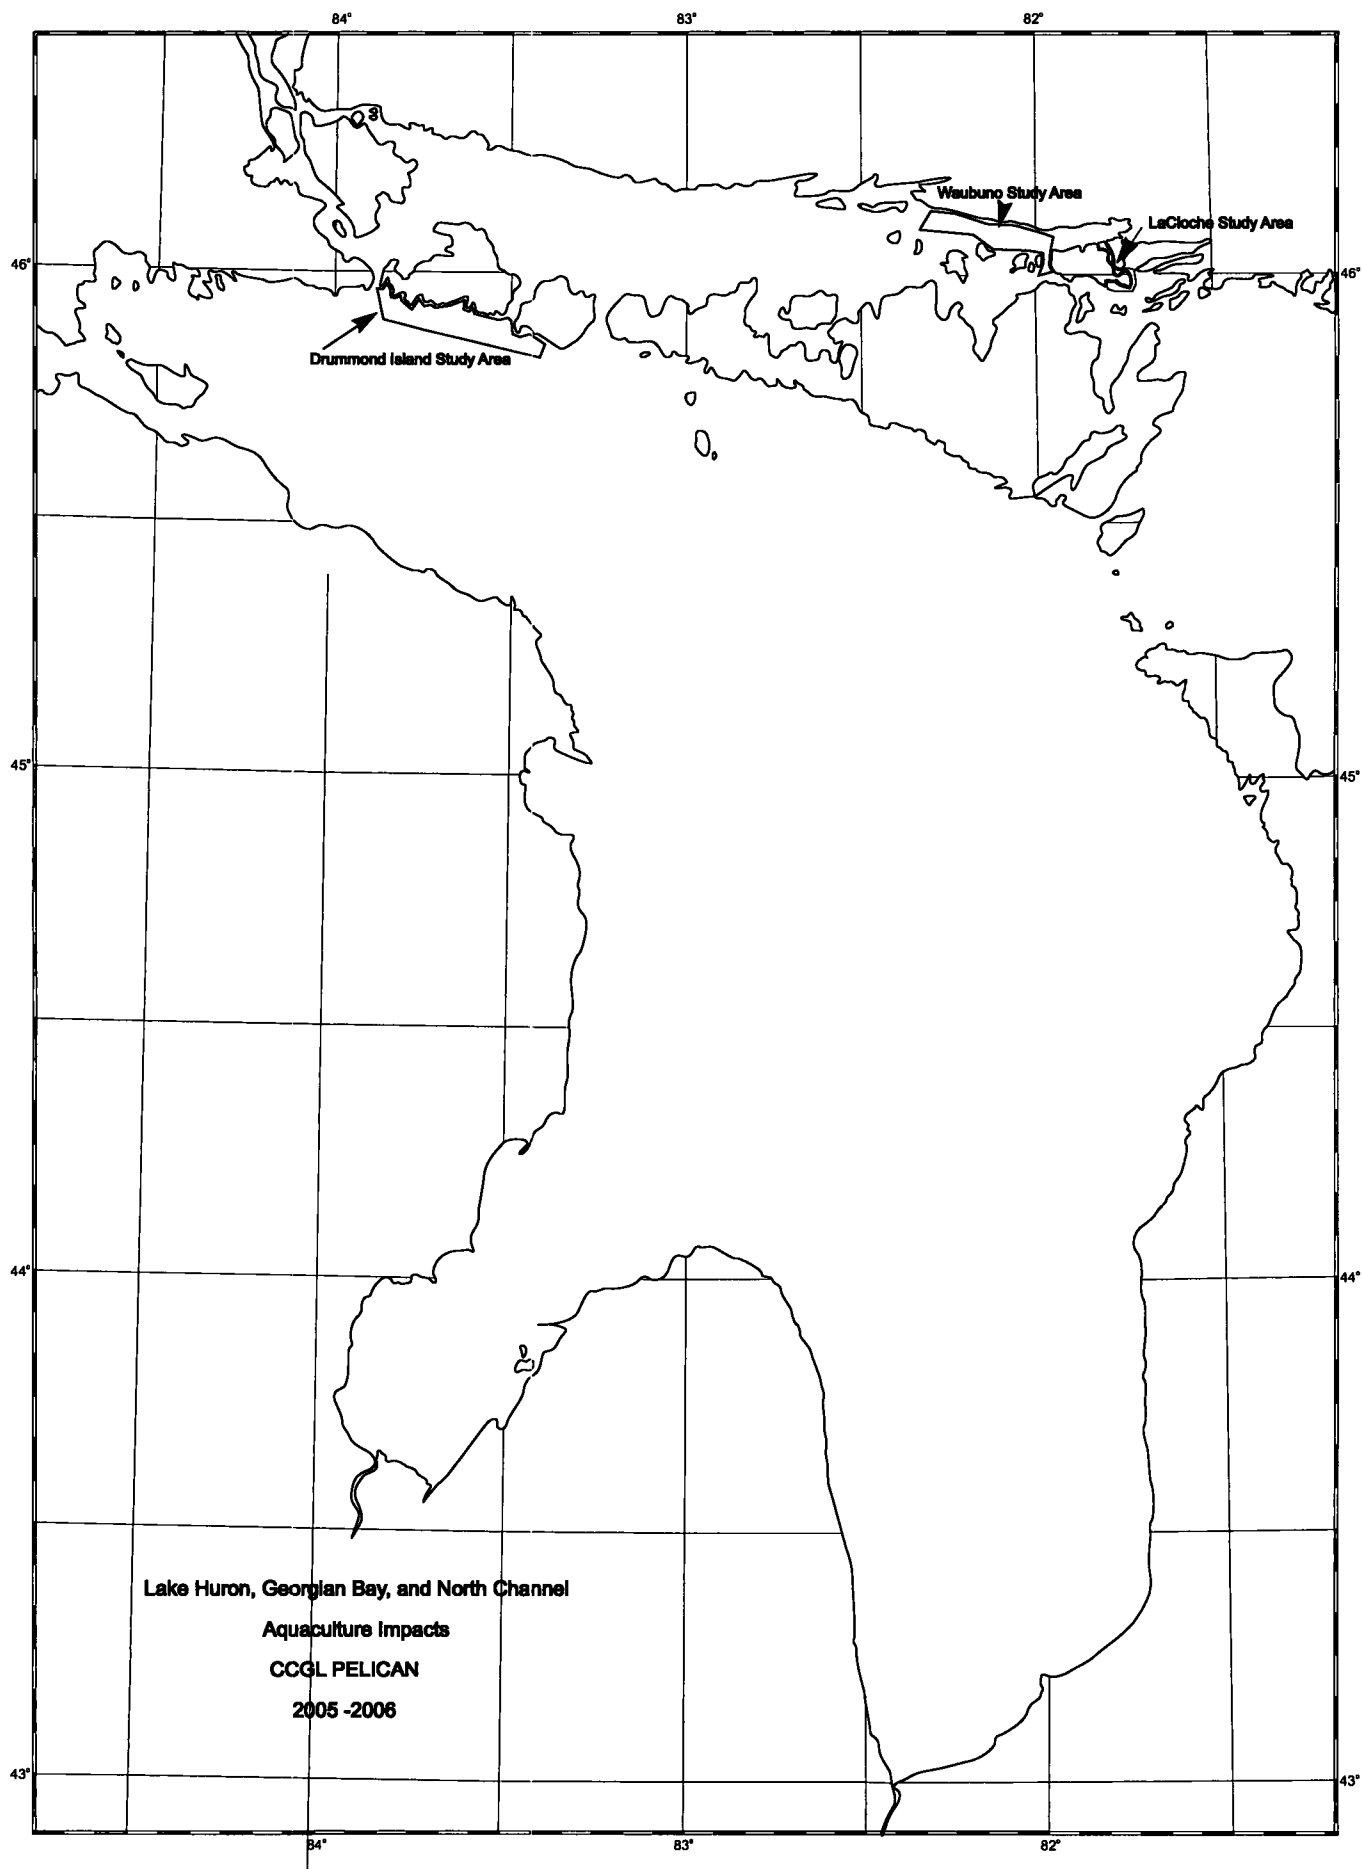 84° 83° 82°
Waubuno Study Area
LaCloche Study Area
46° 46°
Drummond Island Study Area
45° 45°
44° 44°
Lake Huron, Georgian Bay, and North Channel
Aquaculture Impacts
CCGL PELICAN
2005 -2006
43° 43°
84° 83° 82°